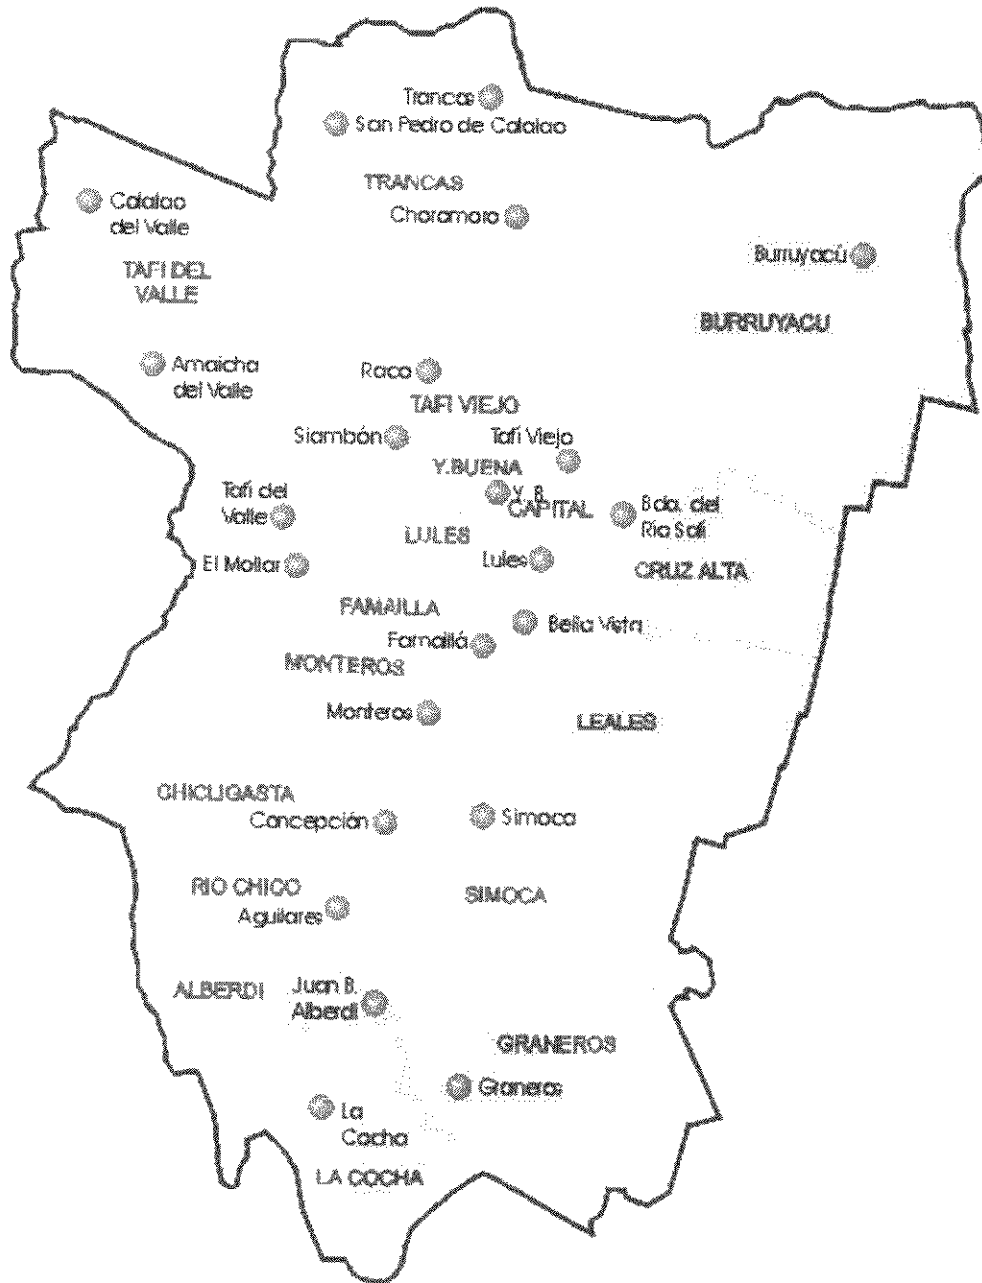 Trancas
San Pedro de Colalao
TRANCAS
Colalao
del Valle
Choromoro
Burruyacú
TAFI DEL
VALLE
BURRUYACU
Amaicha
del Valle
Raco
TAFI VIEJO
Siambón
Tafí Viejo
Y.BUENA
Y. B.
CAPITAL
Tafí del
Valle
Bda. del
Río Salí
LULES
Lules
El Mollar
CRUZ ALTA
FAMAILLA
Bella Vista
Famaillá
MONTEROS
Monteros
LEALES
CHICLIGASTA
Concepción
Simoca
RIO CHICO
Aguilares
SIMOCA
ALBERDI
Juan B.
Alberdi
GRANEROS
Graneros
La
Cocha
LA COCHA